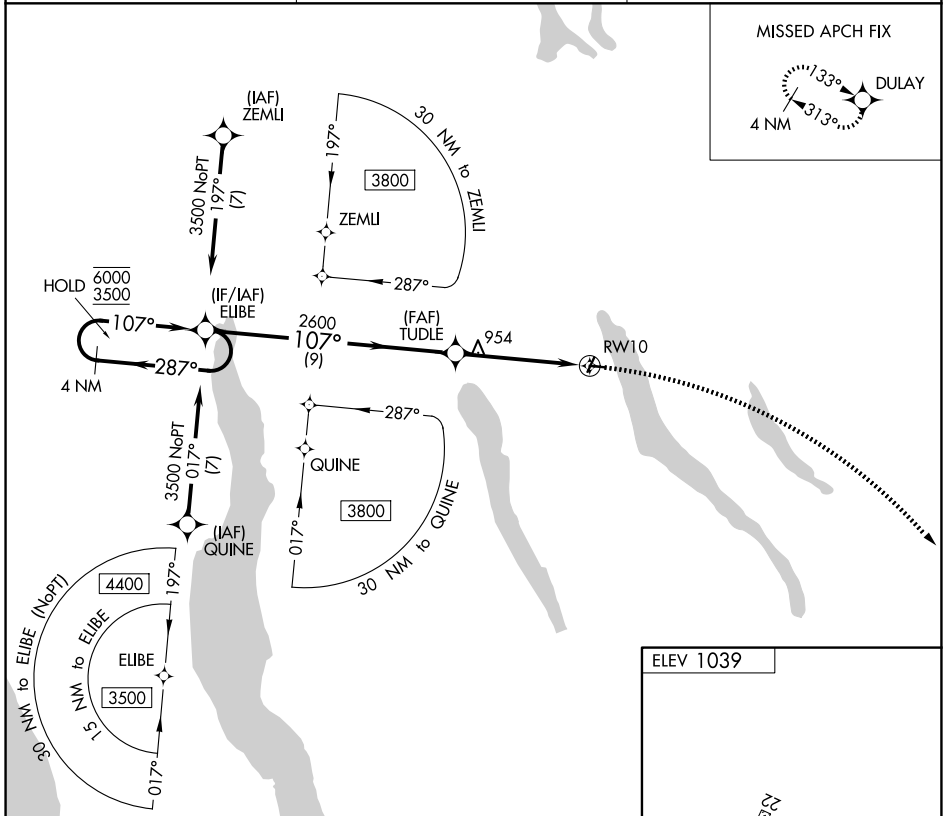 MISSED APCH FIX
133°
DULAY
313°
4 NM
(IAF)
ZEMLI
3500 NoPT
197°
(7)
197°
30 NM to ZEMLI
3800
ZEMLI
287°
HOLD
6000
3500
107°
287°
4 NM
(IF/IAF)
ELIBE
2600
107°
(9)
(FAF)
TUDLE
954
RW10
3500 NoPT
017°
(7)
(IAF)
QUINE
287°
QUINE
3800
017°
30 NM to QUINE
30 NM to ELIBE (NoPT)
4400
197°
15 NM to ELIBE
ELIBE
3500
017°
ELEV 1039
22